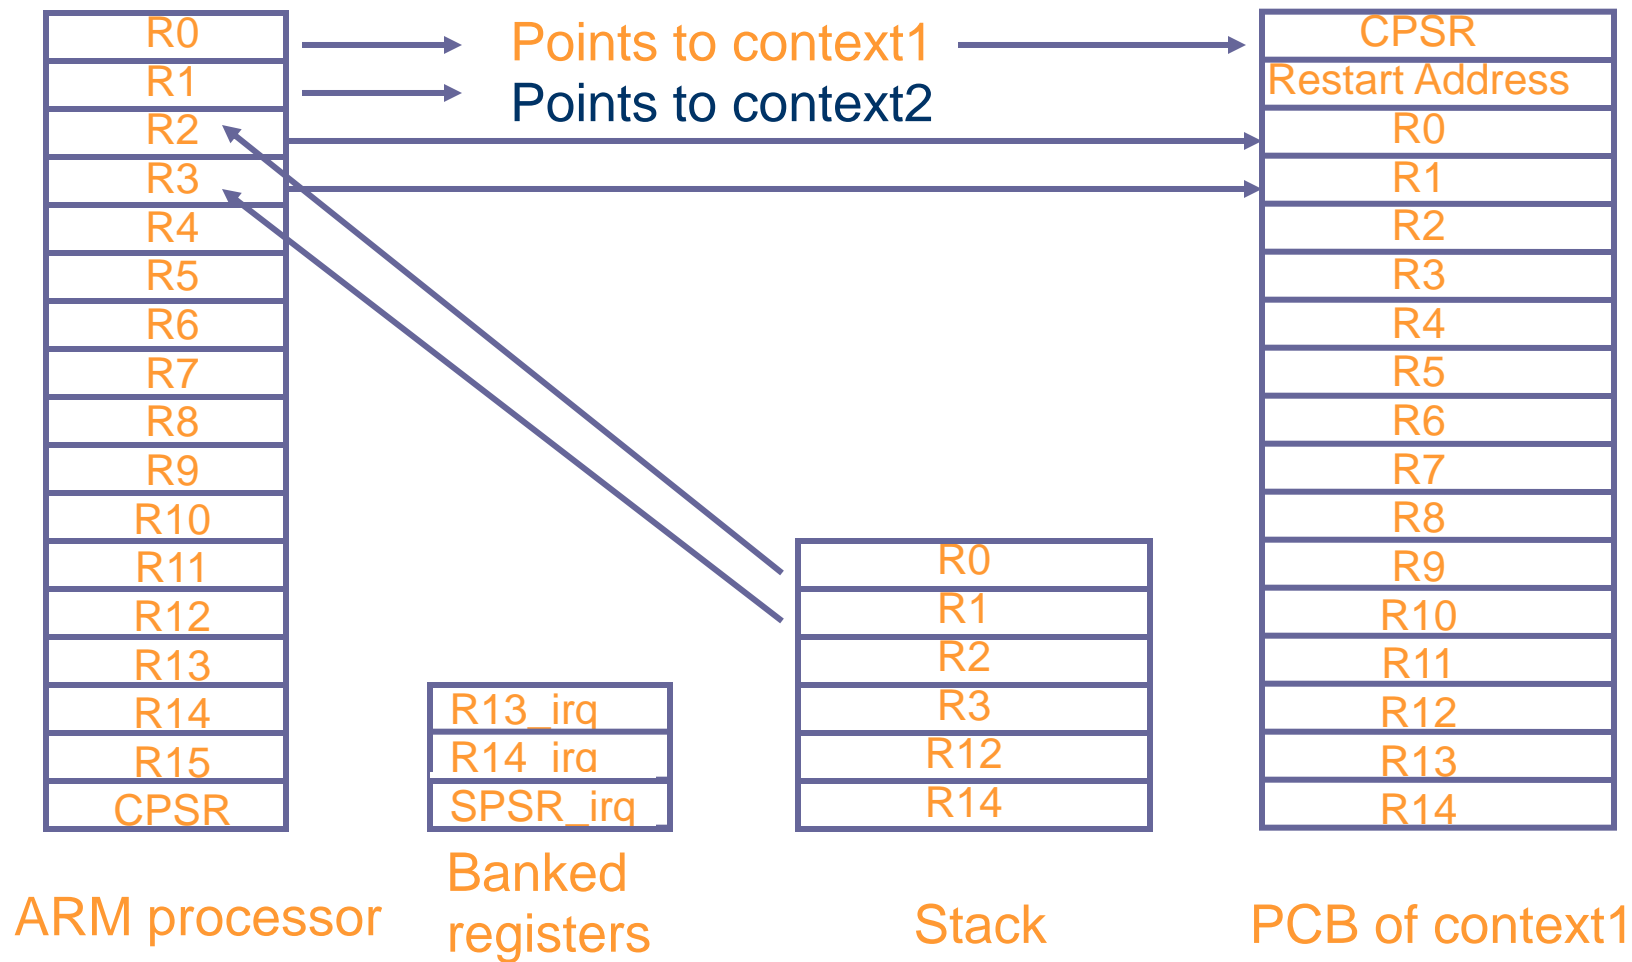 R0
R1
R2
R3
R4
R5
R6
R7
R8
R9
R10
R11
R12
R13
R14
R15
CPSR
ARM processor
Points to context1
Points to context2
R13_irq
R14_irq
SPSR_irq
Banked
registers
R0
R1
R2
R3
R12
R14
Stack
CPSR
Restart Address
R0
R1
R2
R3
R4
R5
R6
R7
R8
R9
R10
R11
R12
R13
R14
PCB of context1